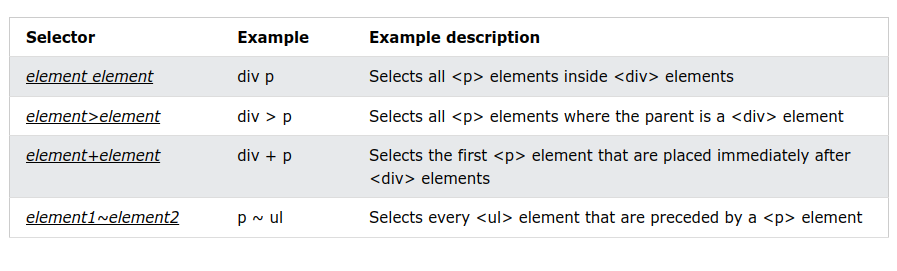 Selector Example Example description
element element div p Selects all <p> elements inside <div> elements
element>element div > p Selects all <p> elements where the parent is a <div> element
element+element div + p Selects the first <p> element that are placed immediately after
<div> elements
element1~element2 p ~ ul Selects every <ul> element that are preceded by a <p> element